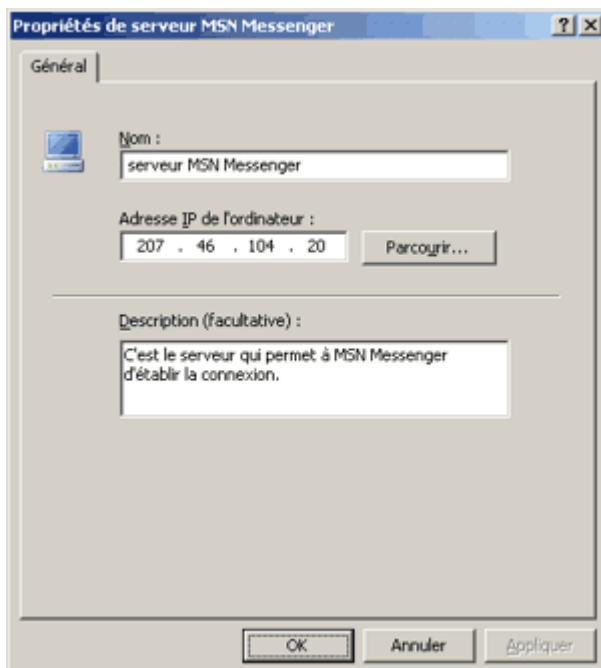 Propriétés de serveur MSN Messenger
Général
Nom :
serveur MSN Messenger
Adresse IP de l'ordinateur :
207 . 46 . 104 . 20
Parcourir...
Description (facultative) :
C'est le serveur qui permet à MSN Messenger
d'établir la connexion.
OK
Annuler
Appliquer